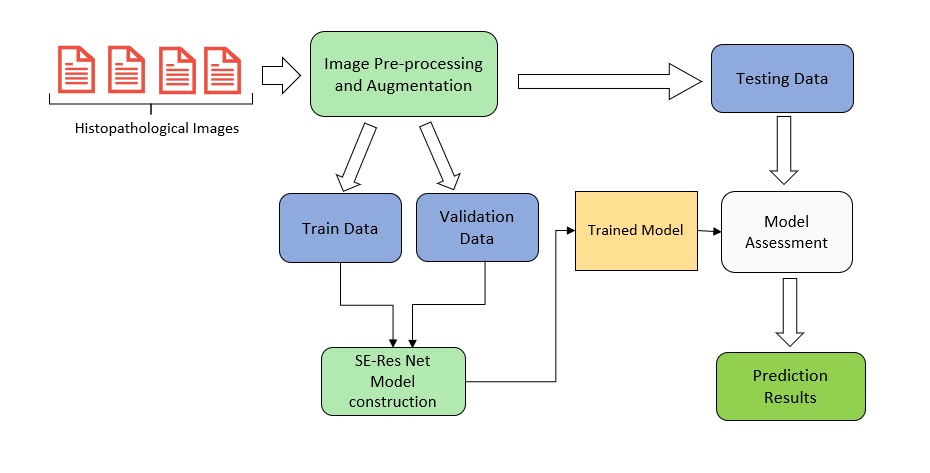 Histopathological Images
Image Pre-processing
and Augmentation
Testing Data
Train Data
Validation
Data
Trained Model
Model
Assessment
SE-Res Net
Model
construction
Prediction
Results